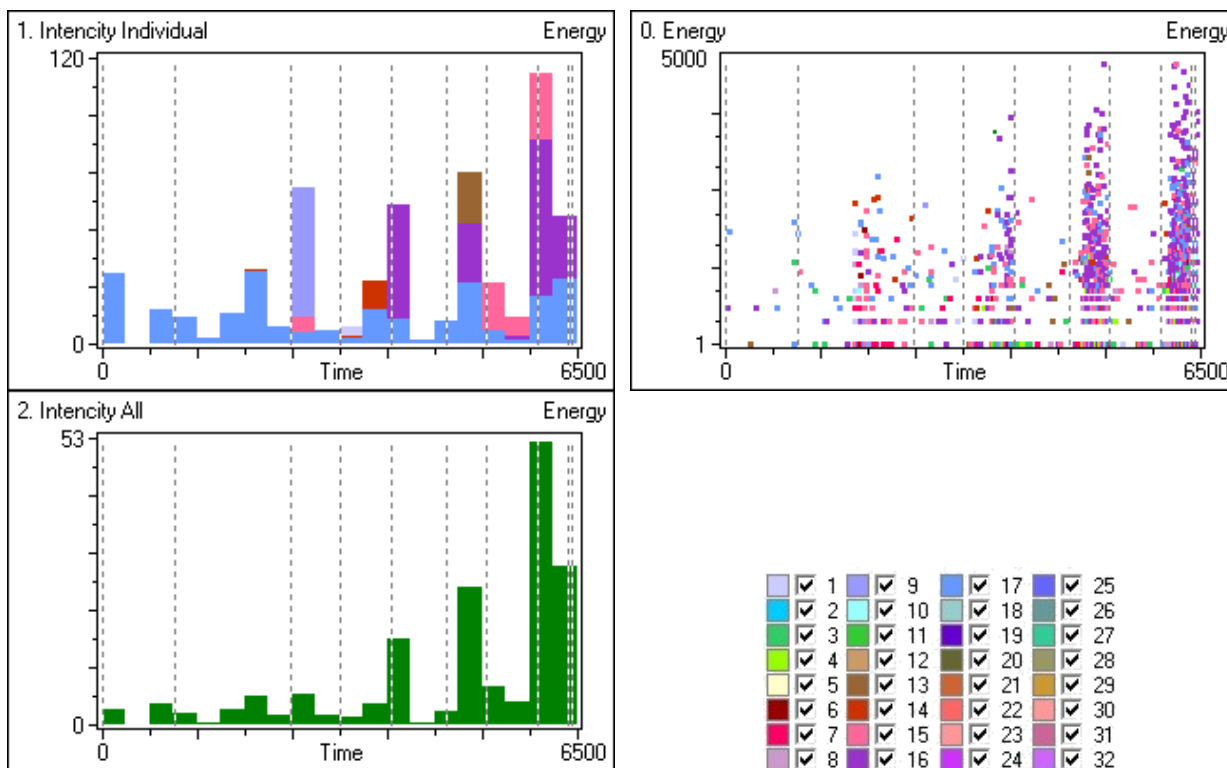 1. Intencity Individual Energy
120
0
0 Time 6500
0. Energy Energy
5000
1
0 Time 6500
2. Intencity All Energy
53
0
0 Time 6500
1 9 17 25
2 10 18 26
3 11 19 27
4 12 20 28
5 13 21 29
6 14 22 30
7 15 23 31
8 16 24 32